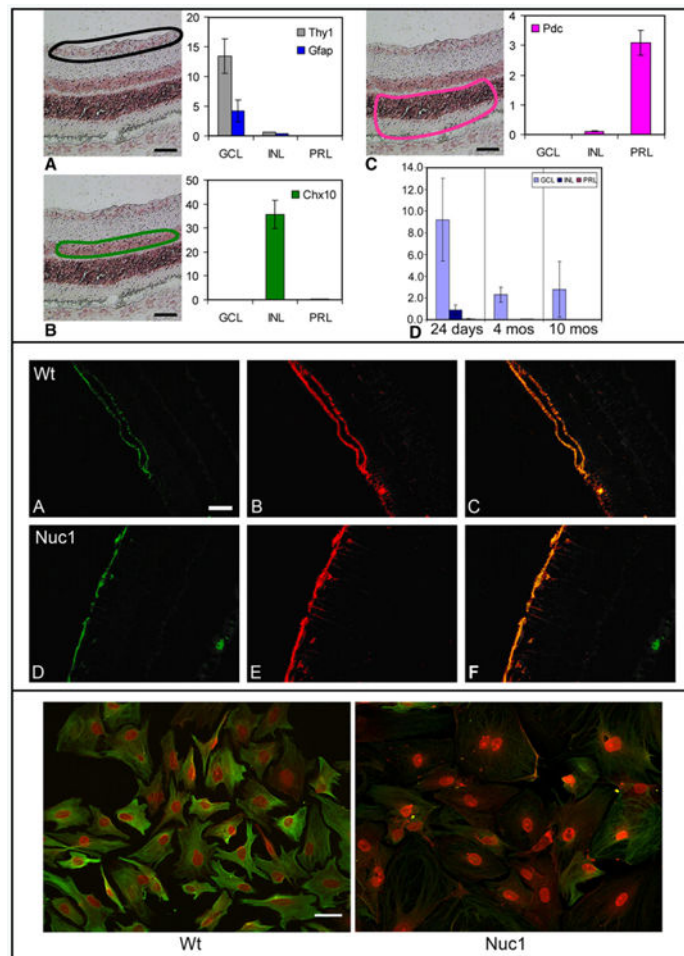 15
10
5
0
Thy1
Gfap
GCL INL PRL
A
4
3
2
1
0
Pdc
GCL INL PRL
C
50
40
30
20
10
0
Chx10
GCL INL PRL
B
14.0
12.0
10.0
8.0
6.0
4.0
2.0
0.0
GCL INL PRL
24 days 4 mos 10 mos
D
Wt
A B C
Nuc1
D E F
Wt Nuc1